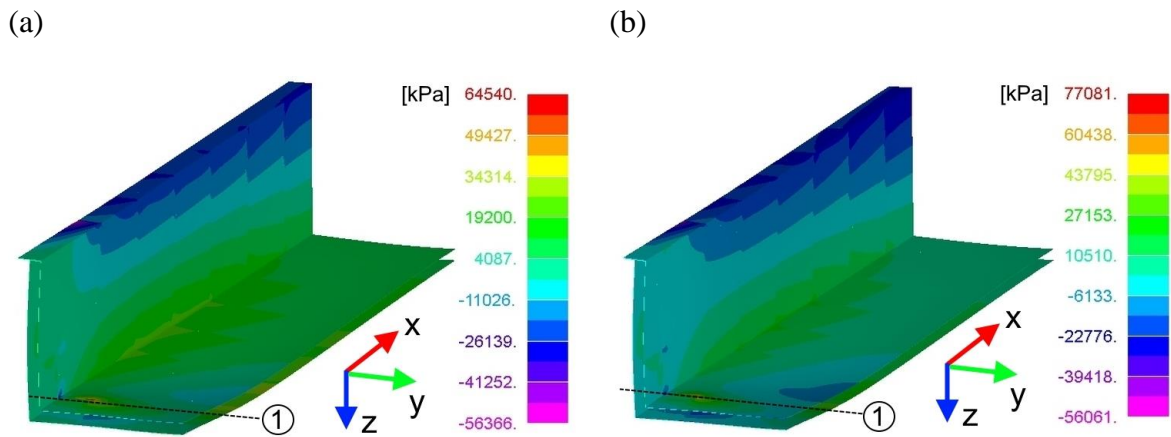 (a)
[kPa]
64540.
49427.
34314.
19200.
4087.
-11026.
-26139.
-41252.
-56366.
x
y
z
1
(b)
[kPa]
77081.
60438.
43795.
27153.
10510.
-6133.
-22776.
-39418.
-56061.
x
y
z
1